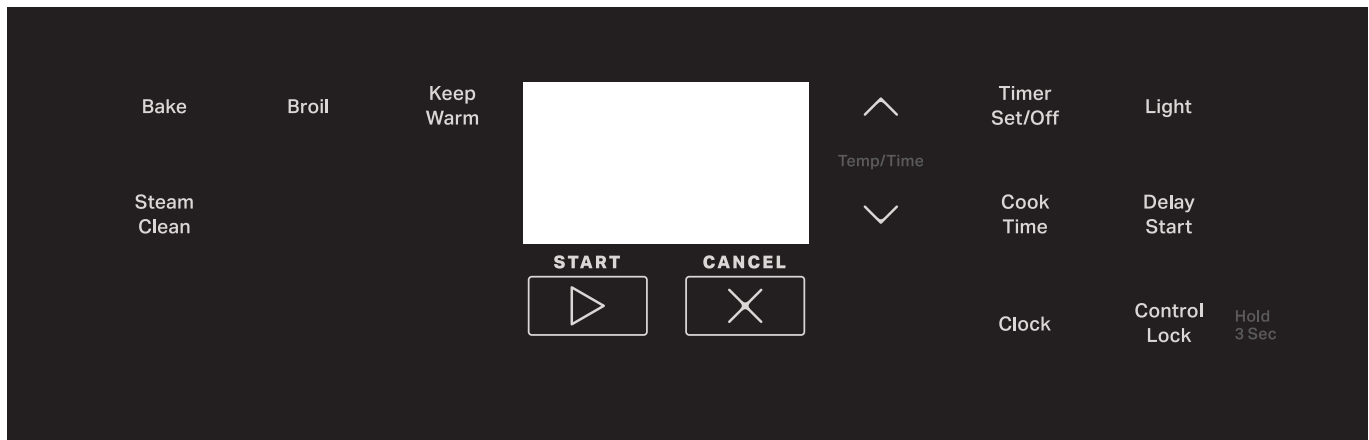 Bake
Broil
Keep
Warm
Timer
Set/Off
Light
Temp/Time
Steam
Clean
Cook
Time
Delay
Start
START
CANCEL
Clock
Control
Lock
Hold
3 Sec